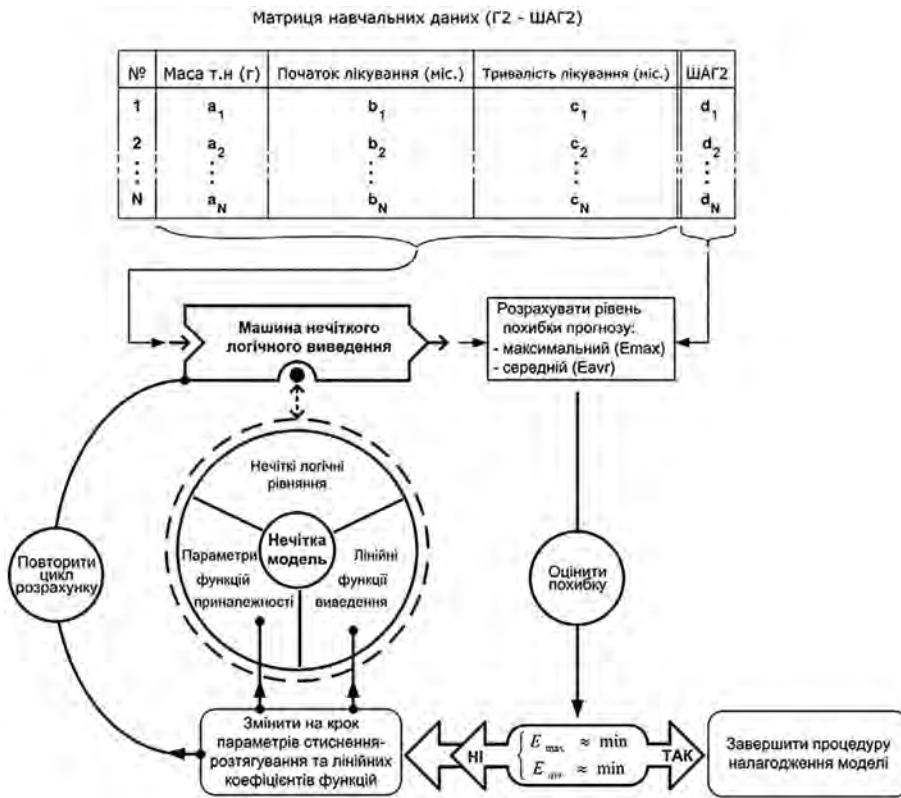 Матриця навчальних даних (Г2 - ШАГ2)
№ Маса т.н (г) Початок лікування (міс.) Тривалість лікування (міс.) ШАГ2
1 a1 b1 c1 d1
2 a2 b2 c2 d2
N aN bN cN dN
Машина нечіткого
логічного виведення
Розрахувати рівень
похибки прогнозу:
- максимальний (Emax)
- середній (Eavr)
Нечіткі логічні
рівняння
Нечітка
модель
Параметри
функцій
приналежності
Лінійні
функції
виведення
Повторити
цикл
розрахунку
Оцінити
похибку
Змінити на крок
параметрів стиснення-
розтягування та лінійних
коефіцієнтів функцій
НІ
E max ≈ min
E avr ≈ min
ТАК
Завершити процедуру
налагодження моделі